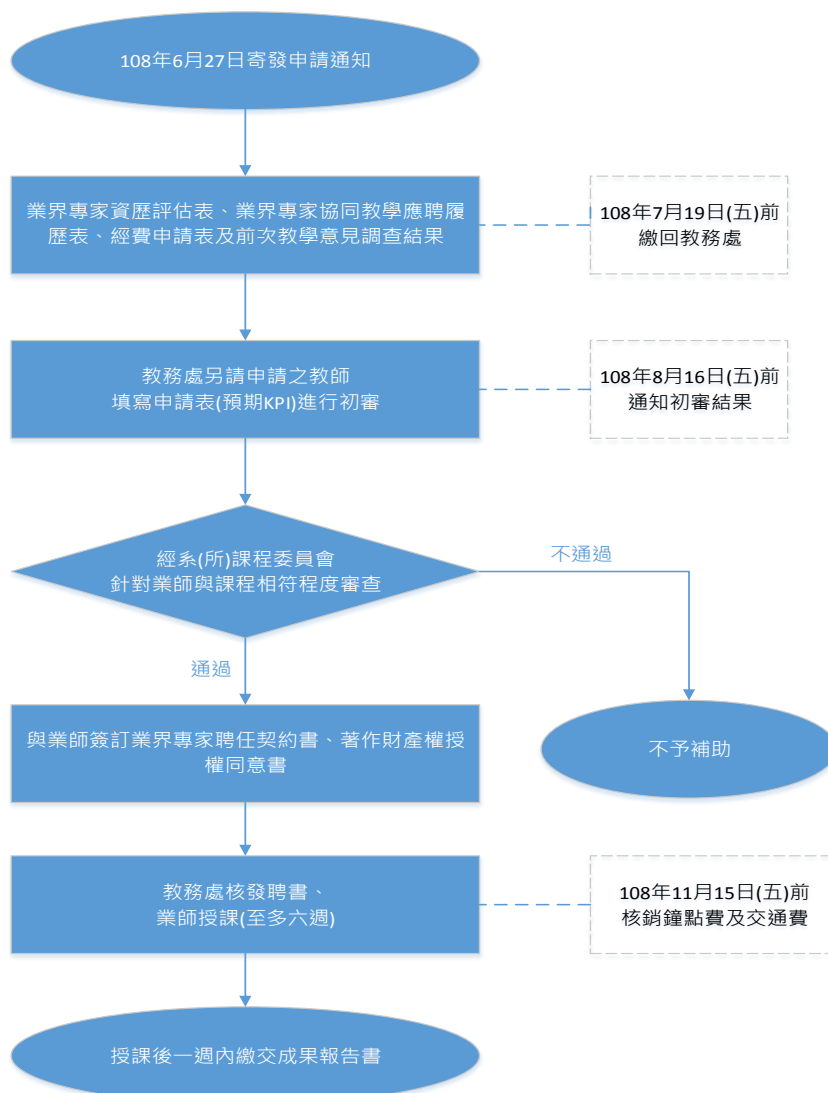 108年6月27日寄發申請通知
業界專家資歷評估表、業界專家協同教學應聘履
歷表、經費申請表及前次教學意見調查結果
108年7月19日(五)前
繳回教務處
教務處另請申請之教師
填寫申請表(預期KPI)進行初審
108年8月16日(五)前
通知初審結果
經系(所)課程委員會
針對業師與課程相符程度審查
不通過
通過
與業師簽訂業界專家聘任契約書、著作財產權授
權同意書
不予補助
教務處核發聘書、
業師授課(至多六週)
108年11月15日(五)前
核銷鐘點費及交通費
授課後一週內繳交成果報告書